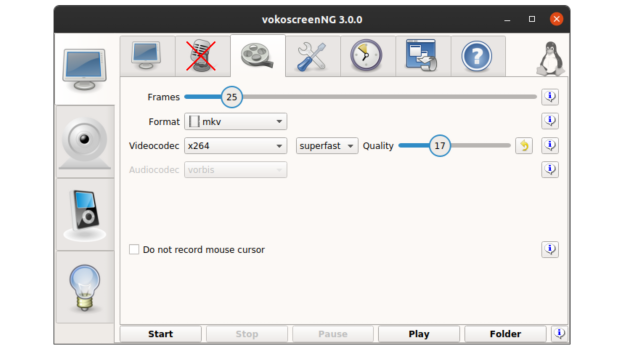 vokoscreenNG 3.0.0
Frames 25
Format mkv
Videocodec x264 superfast Quality 17
Audiocodec vorbis
Do not record mouse cursor
Start Stop Pause Play Folder